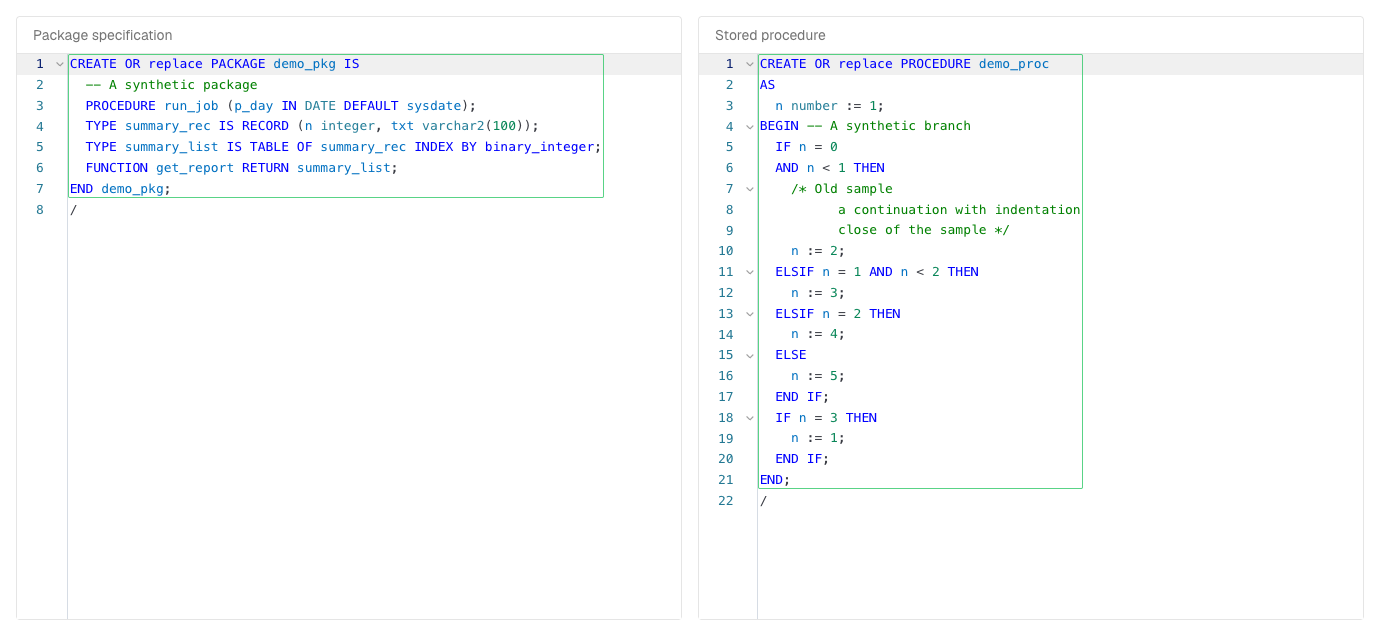 Package specification
1 CREATE OR replace PACKAGE demo_pkg IS
2   -- A synthetic package
3   PROCEDURE run_job (p_day IN DATE DEFAULT sysdate);
4   TYPE summary_rec IS RECORD (n integer, txt varchar2(100));
5   TYPE summary_list IS TABLE OF summary_rec INDEX BY binary_integer;
6   FUNCTION get_report RETURN summary_list;
7 END demo_pkg;
8 /
Stored procedure
1 CREATE OR replace PROCEDURE demo_proc
2 AS
3   n number := 1;
4 BEGIN -- A synthetic branch
5   IF n = 0
6   AND n < 1 THEN
7     /* Old sample
8           a continuation with indentation
9           close of the sample */
10     n := 2;
11   ELSIF n = 1 AND n < 2 THEN
12     n := 3;
13   ELSIF n = 2 THEN
14     n := 4;
15   ELSE
16     n := 5;
17   END IF;
18   IF n = 3 THEN
19     n := 1;
20   END IF;
21 END;
22 /